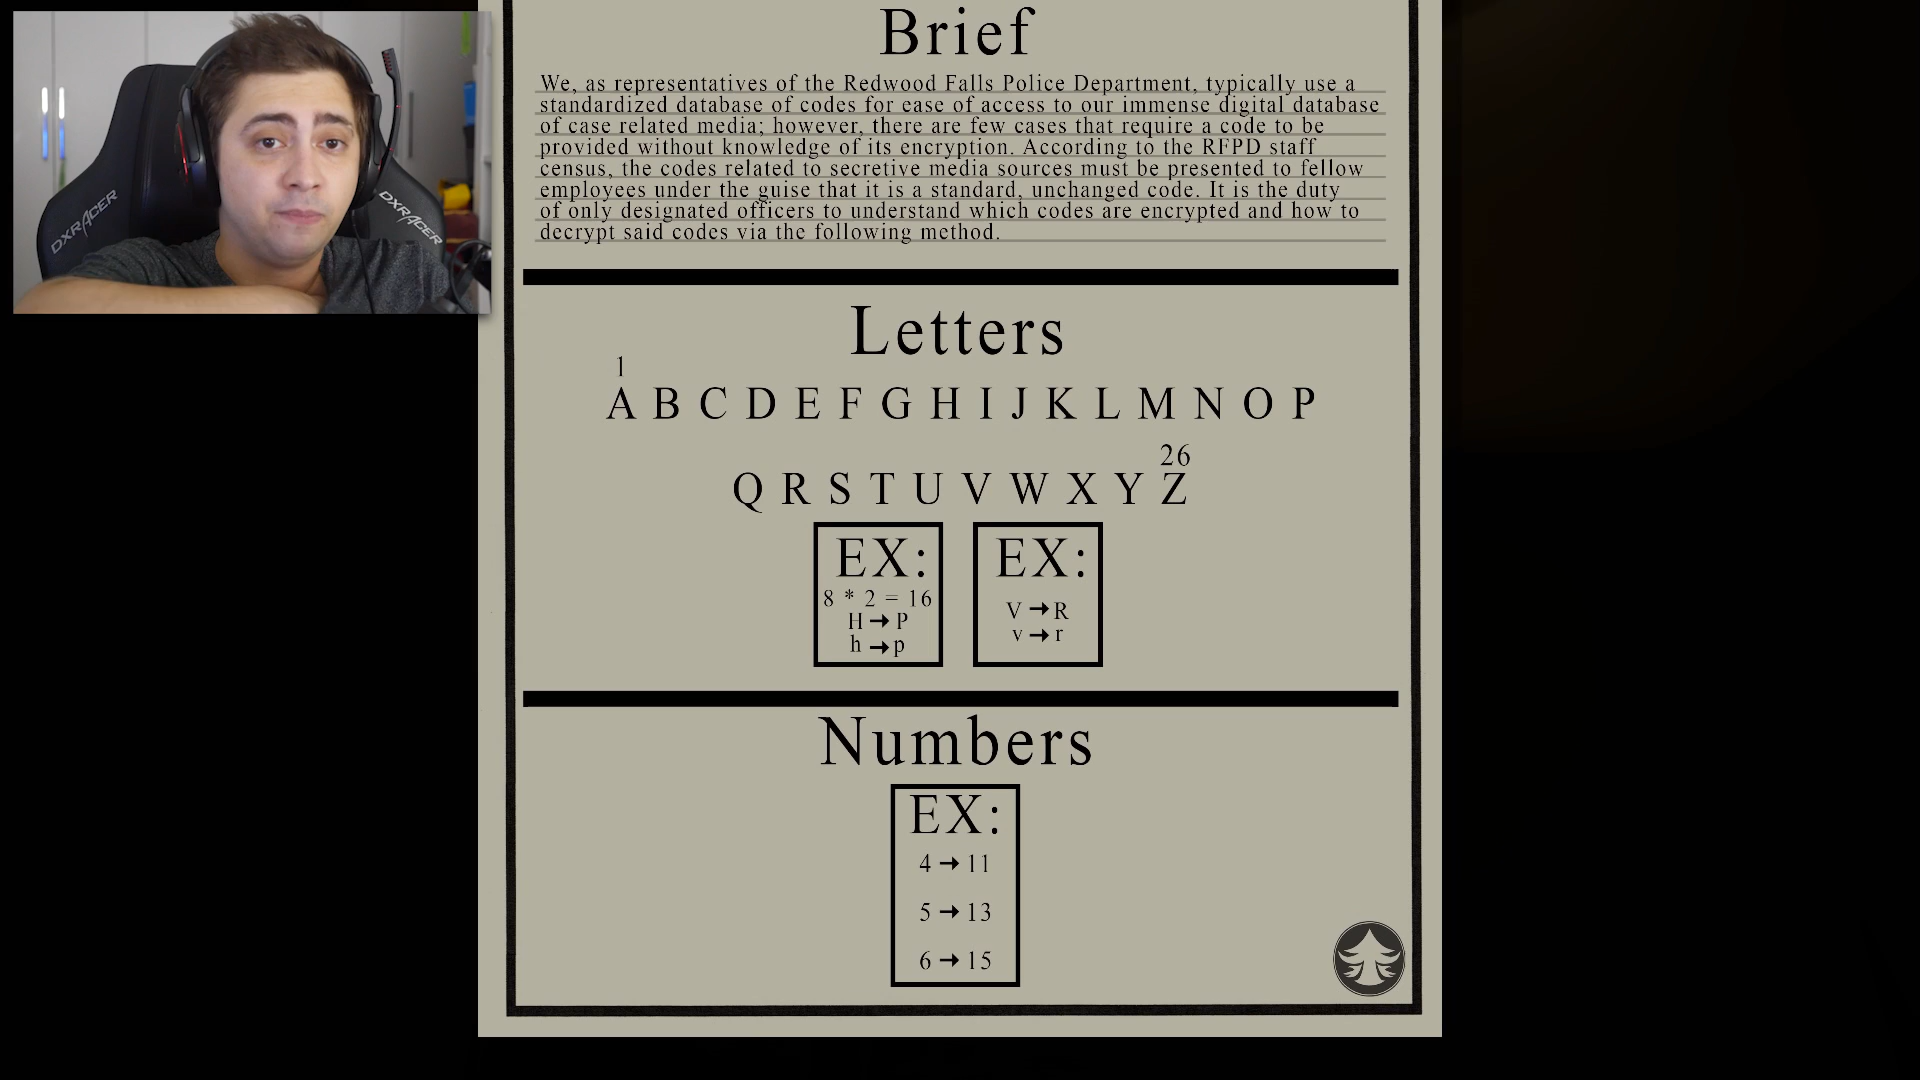 DXRACER
DXRACER
Brief
We, as representatives of the Redwood Falls Police Department, typically use a
standardized database of codes for ease of access to our immense digital database
of case related media; however, there are few cases that require a code to be
provided without knowledge of its encryption. According to the RFPD staff
census, the codes related to secretive media sources must be presented to fellow
employees under the guise that it is a standard, unchanged code. It is the duty
of only designated officers to understand which codes are encrypted and how to
decrypt said codes via the following method.
Letters
1
A B C D E F G H I J K L M N O P
26
Q R S T U V W X Y Z
EX:
8 * 2 = 16
H → P
h → p
EX:
V → R
v → r
Numbers
EX:
4 → 11
5 → 13
6 → 15